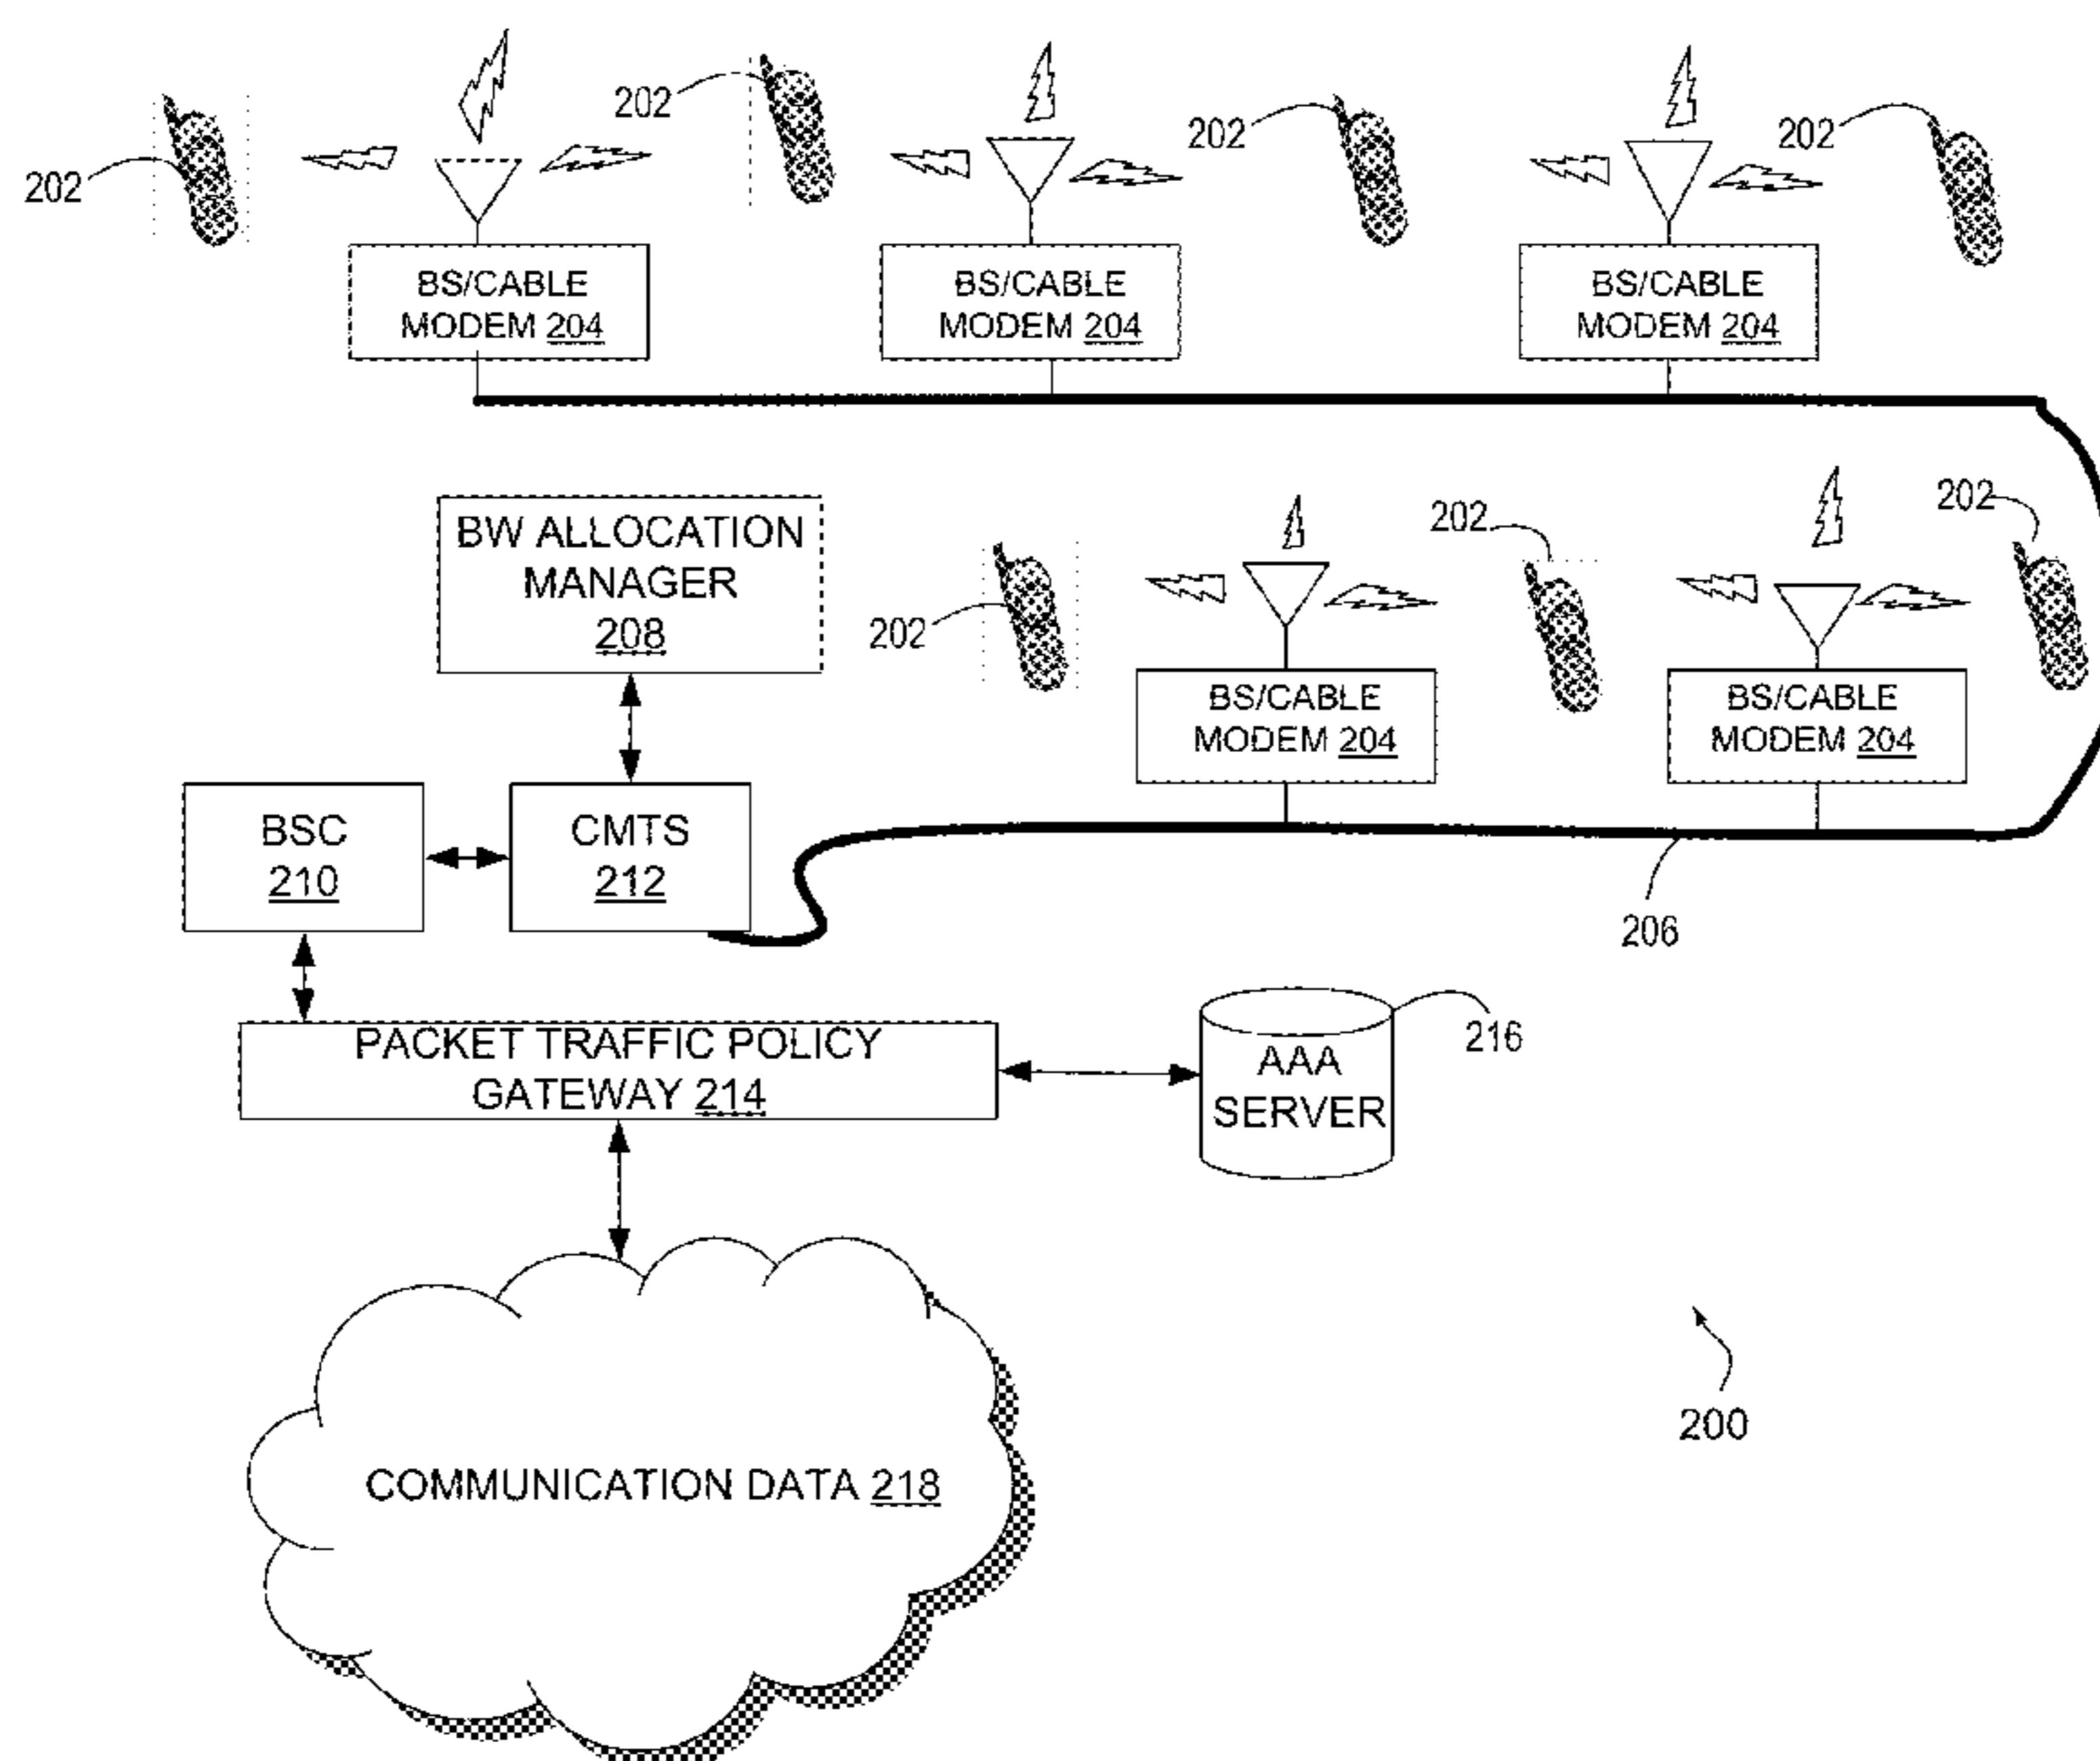 202
202
202
202
BS/CABLE
MODEM 204
BS/CABLE
MODEM 204
BS/CABLE
MODEM 204
BW ALLOCATION
MANAGER
208
202
202
202
BS/CABLE
MODEM 204
BS/CABLE
MODEM 204
BSC
210
CMTS
212
206
PACKET TRAFFIC POLICY
GATEWAY 214
AAA
SERVER
216
COMMUNICATION DATA 218
200